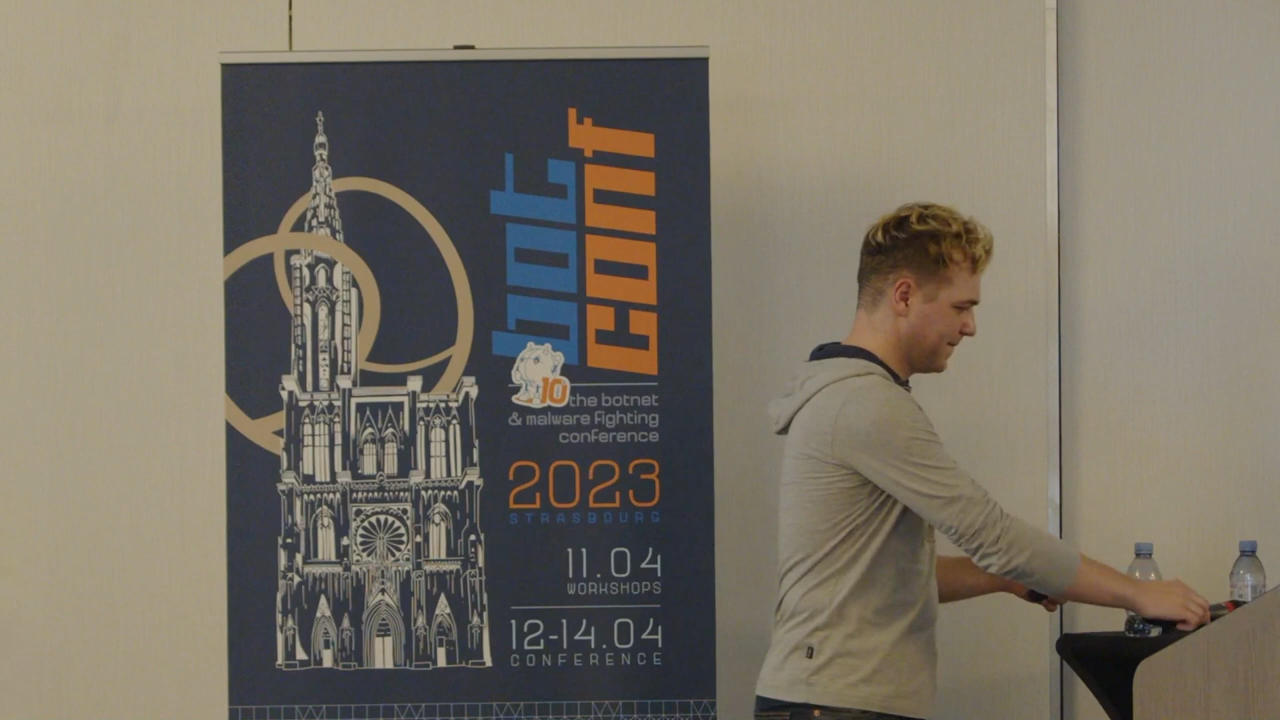 bot
conf
10
the botnet
& malware fighting
conference
2023
STRASBOURG
11.04
WORKSHOPS
12-14.04
CONFERENCE